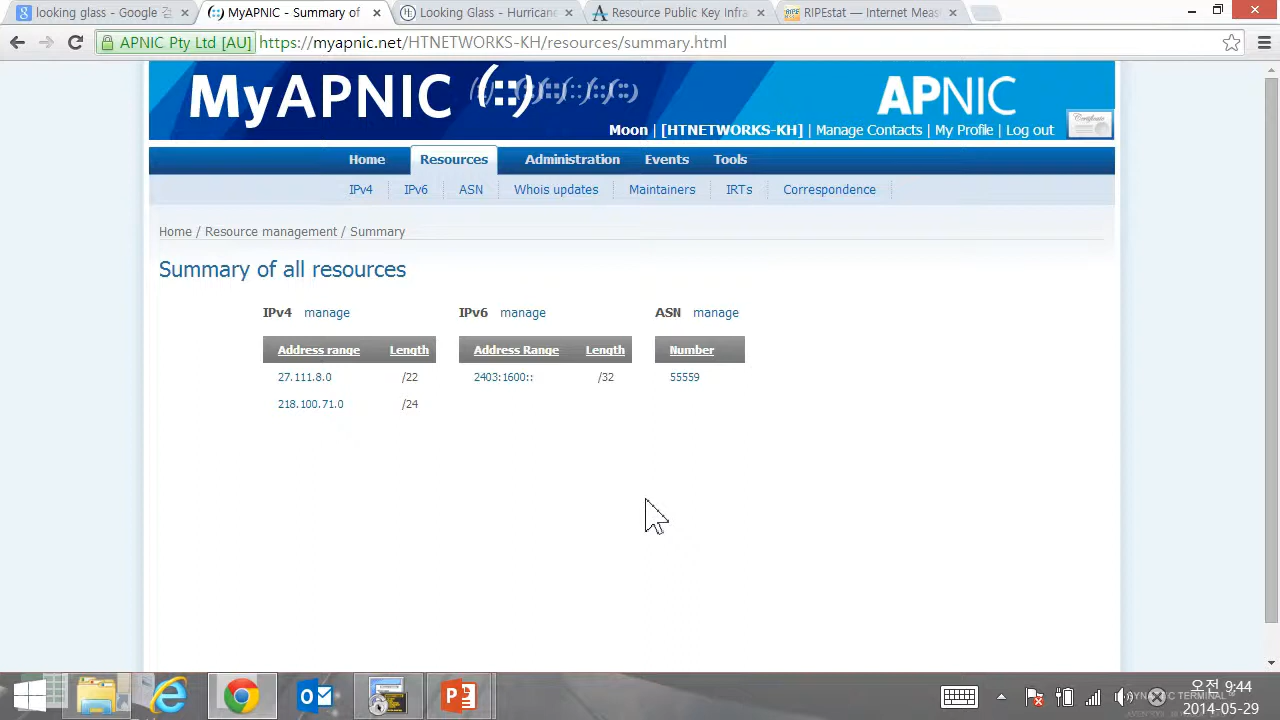 looking glass - Google 검
MyAPNIC - Summary of
Looking Glass - Hurrican
Resource Public Key Infra
RIPEstat — Internet Meas
APNIC Pty Ltd [AU] https://myapnic.net/HTNETWORKS-KH/resources/summary.html
MyAPNIC
APNIC
Certificate
Moon | [HTNETWORKS-KH] | Manage Contacts | My Profile | Log out
Home Resources Administration Events Tools
IPv4 IPv6 ASN Whois updates Maintainers IRTs Correspondence
Home / Resource management / Summary
Summary of all resources
IPv4 manage IPv6 manage ASN manage
Address range Length Address Range Length Number
27.111.8.0 /22 2403:1600:: /32 55559
218.100.71.0 /24
오전 9:44
2014-05-29